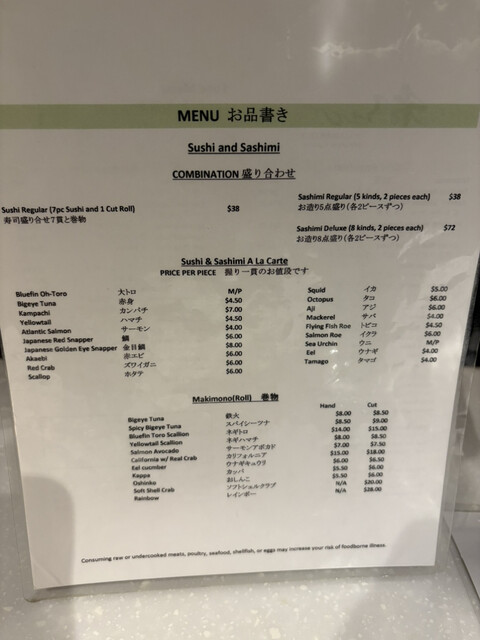 MENU お品書き
Sushi and Sashimi
COMBINATION 盛り合わせ
Sushi Regular (7pc Sushi and 1 Cut Roll) $38
寿司盛り合せ7貫と巻物
Sashimi Regular (5 kinds, 2 pieces each) $38
お造り5点盛り(各2ピースずつ)
Sashimi Deluxe (8 kinds, 2 pieces each) $72
お造り8点盛り(各2ピースずつ)
Sushi & Sashimi A La Carte
PRICE PER PIECE 握り一貫のお値段です
Bluefin Oh-Toro 大トロ M/P
Bigeye Tuna 赤身 $4.50
Kampachi カンパチ $7.00
Yellowtail ハマチ $4.50
Atlantic Salmon サーモン $4.00
Japanese Red Snapper 鯛 $6.00
Japanese Golden Eye Snapper 金目鯛 $8.00
Akaebi 赤エビ $6.00
Red Crab ズワイガニ $6.00
Scallop ホタテ $6.00
Squid イカ $5.00
Octopus タコ $6.00
Aji アジ $6.00
Mackerel サバ $4.00
Flying Fish Roe トビコ $4.50
Salmon Roe イクラ $6.00
Sea Urchin ウニ M/P
Eel ウナギ $4.00
Tamago タマゴ $4.00
Makimono(Roll) 巻物
Hand Cut
Bigeye Tuna 鉄火 $8.00 $8.50
Spicy Bigeye Tuna スパイシーツナ $8.50 $9.00
Bluefin Toro Scallion ネギトロ $14.00 $15.00
Yellowtail Scallion ネギハマチ $8.00 $8.50
Salmon Avocado サーモンアボカド $7.00 $7.50
California w/ Real Crab カリフォルニア $15.00 $18.00
Eel cucmber ウナギキュウリ $6.00 $6.50
Kappa カッパ $5.50 $6.00
Oshinko おしんこ $5.50 $6.00
Soft Shell Crab ソフトシェルクラブ N/A $20.00
Rainbow レインボー N/A $28.00
Consuming raw or undercooked meats, poultry, seafood, shellfish, or eggs may increase your risk of foodborne illness.